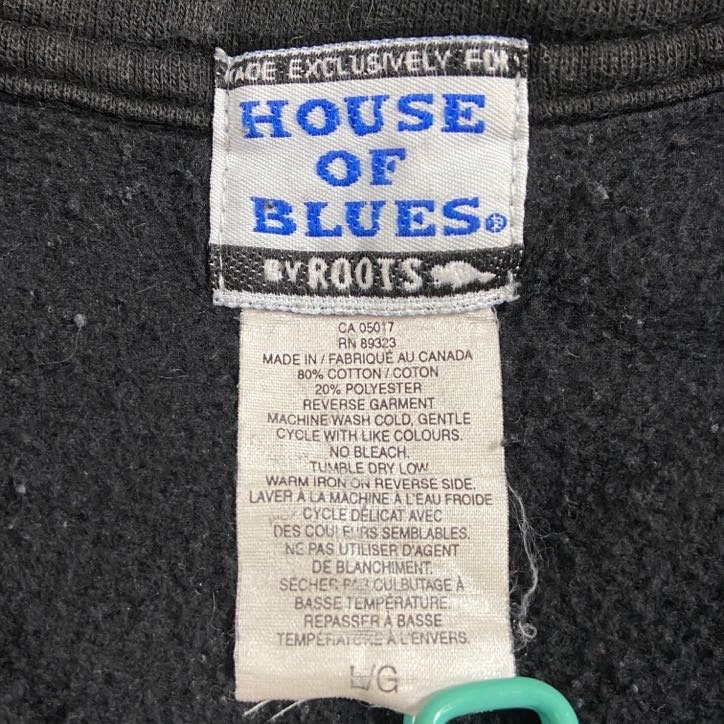 MADE EXCLUSIVELY FOR
HOUSE
OF
BLUES®
BY ROOTS
CA 05017
RN 89323
MADE IN / FABRIQUÉ AU CANADA
80% COTTON / COTON
20% POLYESTER
REVERSE GARMENT
MACHINE WASH COLD, GENTLE
CYCLE WITH LIKE COLOURS.
NO BLEACH.
TUMBLE DRY LOW.
WARM IRON ON REVERSE SIDE.
LAVER À LA MACHINE À L'EAU FROIDE
CYCLE DÉLICAT AVEC
DES COULEURS SEMBLABLES.
NE PAS UTILISER D'AGENT
DE BLANCHIMENT.
SÉCHER PAR CULBUTAGE À
BASSE TEMPÉRATURE.
REPASSER À BASSE
TEMPÉRATURE À L'ENVERS.
L/G